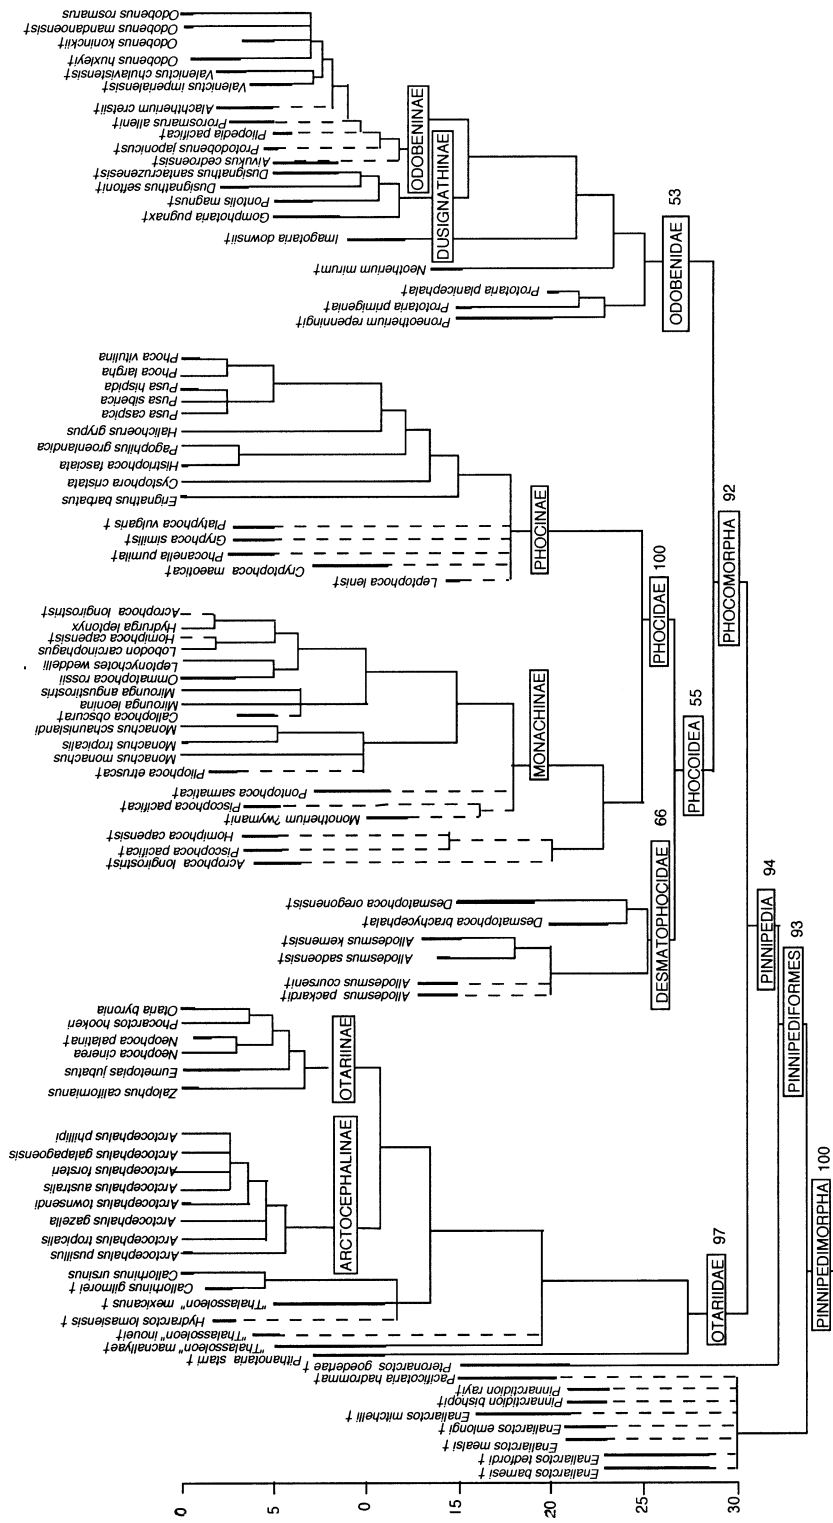 Odobenus rosmarus
Odobenus mandanoensis†
Odobenus koninckii†
Odobenus huxleyi†
Valenictus chulavistensis†
Valenictus imperialensis†
Alachtherium cretsii†
Prorosmarus alleni†
Pliopedia pacifica†
Protodobenus japonicus†
Aivukus cedroensis†
Dusignathus santacruzensis†
Dusignathus seftoni†
Pontolis magnus†
Gomphotaria pugnax†
Imagotaria downsii†
Neotherium mirum†
Prototaria planicephala†
Prototaria primigenia†
Proneotherium repenningi†
ODOBENINAE
DUSIGNATHINAE
ODOBENIDAE 53
Phoca vitulina
Phoca largha
Pusa hispida
Pusa siberica
Pusa caspica
Halichoerus grypus
Pagophilus groenlandica
Histriophoca fasciata
Cystophora cristata
Erignathus barbatus
Platyphoca vulgaris †
Gryphoca similis†
Phocanella pumila†
Cryptophoca maeotica†
Leptophoca lenis†
PHOCINAE
Acrophoca longirostris†
Hydrurga leptonyx
Homiphoca capensis†
Lobodon carcinophagus
Leptonychotes weddelli
Ommatophoca rossii
Mirounga angustirostris
Mirounga leonina
Callophoca obscura†
Monachus schauinslandi
Monachus tropicalis
Monachus monachus
Pliophoca etrusca†
Pontophoca sarmatica†
Piscophoca pacifica†
Monotherium ?wymani†
Homiphoca capensis†
Piscophoca pacifica†
Acrophoca longirostris†
MONACHINAE
PHOCIDAE 100
PHOCOMORPHA 92
PHOCOIDEA 55
Desmatophoca oregonensis†
Desmatophoca brachycephala†
Allodesmus kernensis†
Allodesmus sadoensis†
Allodesmus courseni†
Allodesmus packardi†
DESMATOPHOCIDAE 66
Otaria byronia
Phocarctos hookeri
Neophoca palatina†
Neophoca cinerea
Eumetopias jubatus
Zalophus californianus
OTARIINAE
Arctocephalus phillipi
Arctocephalus galapagoensis
Arctocephalus forsteri
Arctocephalus australis
Arctocephalus townsendi
Arctocephalus gazella
Arctocephalus tropicalis
Arctocephalus pusillus
ARCTOCEPHALINAE
Callorhinus ursinus
Callorhinus gilmorei †
"Thalassoleon" mexicanus †
Hydrarctos lomasiensis †
"Thalassoleon" inouei†
"Thalassoleon" macnallyae†
Pithanotaria starri †
Pteronarctos goedertae †
Pacificotaria hadromma†
Pinnarctidion rayi†
Pinnarctidion bishopi†
Enaliarctos mitchelli †
Enaliarctos emlongi †
Enaliarctos mealsi †
Enaliarctos tedfordi †
Enaliarctos barnesi †
PINNIPEDIA 94
PINNIPEDIFORMES 93
OTARIIDAE 97
PINNIPEDIMORPHA 100
0
5
0
15
20
25
30